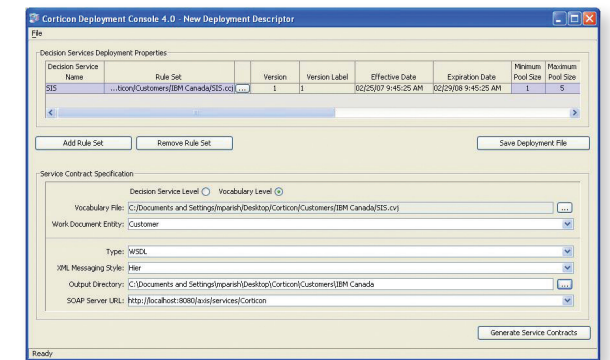 Corticon Deployment Console 4.0 - New Deployment Descriptor
File
Decision Services Deployment Properties
Decision Service Name Rule Set Version Version Label Effective Date Expiration Date Minimum Pool Size Maximum Pool Size
SIS ...ticon/Customers/IBM Canada/SIS.ccj ... 1 1 02/25/07 9:45:25 AM 02/29/08 9:45:25 AM 1 5
Add Rule Set Remove Rule Set Save Deployment File
Service Contract Specification
Decision Service Level Vocabulary Level
Vocabulary File: C:/Documents and Settings/mparish/Desktop/Corticon/Customers/IBM Canada/SIS.cvj ...
Work Document Entity: Customer
Type: WSDL
XML Messaging Style: Hier
Output Directory: C:\Documents and Settings\mparish\Desktop\Corticon\Customers\IBM Canada ...
SOAP Server URL: http://localhost:8080/axis/services/Corticon
Generate Service Contracts
Ready